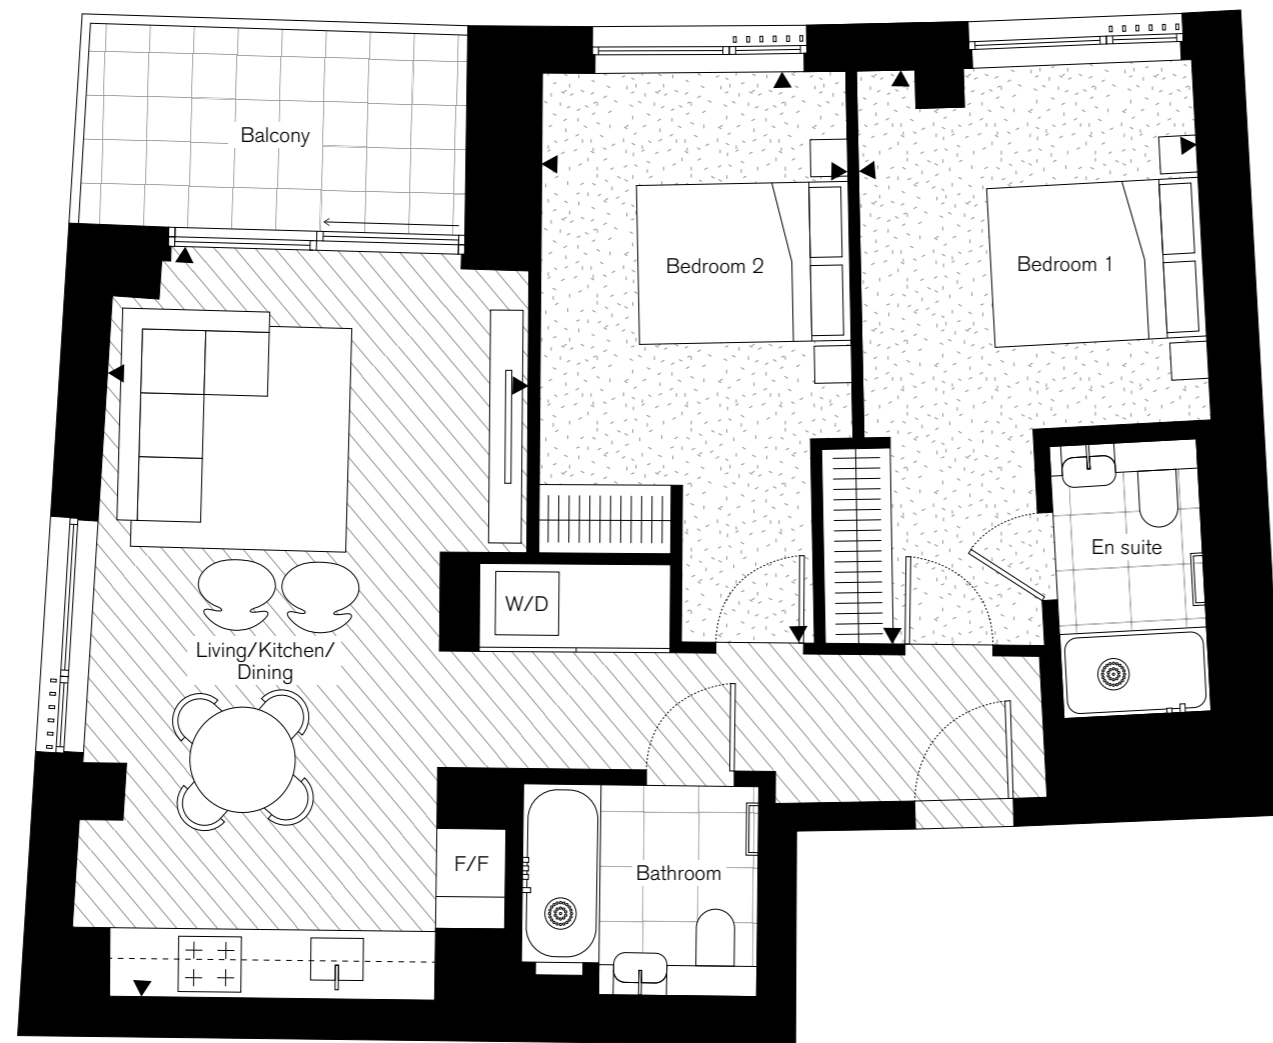 Balcony
Bedroom 2
Bedroom 1
En suite
W/D
Living/Kitchen/
Dining
F/F
Bathroom